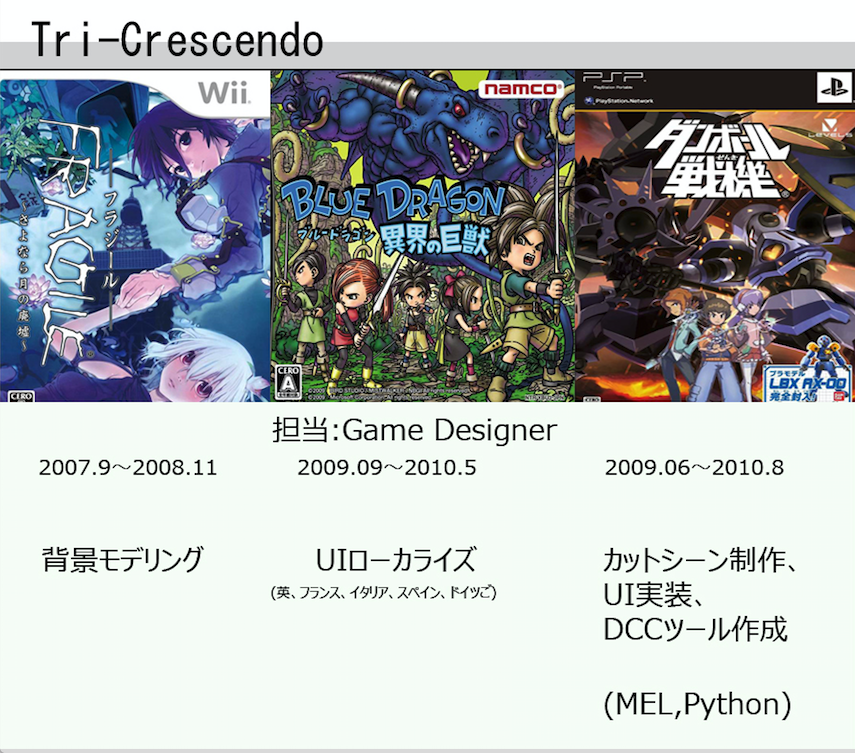 Tri-Crescendo
Wii
FRAGILE
フラジール
～さよなら月の廃墟～
CERO
namco
BLUE DRAGON
ブルードラゴン 異界の巨獣
CERO
A
PSP
PlayStation Portable
PlayStation Network
LEVEL5
ダンボール
せんき
戦機
プラモデル
LBX AX-00
完全封入!!
担当:Game Designer
2007.9～2008.11
2009.09～2010.5
2009.06～2010.8
背景モデリング
UIローカライズ
(英、フランス、イタリア、スペイン、ドイツご)
カットシーン制作、
UI実装、
DCCツール作成
(MEL,Python)